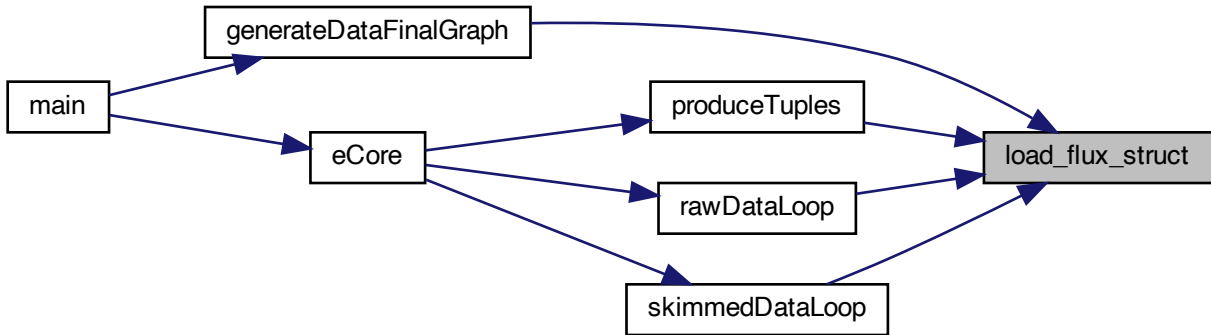 generateDataFinalGraph
main
produceTuples
eCore
load_flux_struct
rawDataLoop
skimmedDataLoop